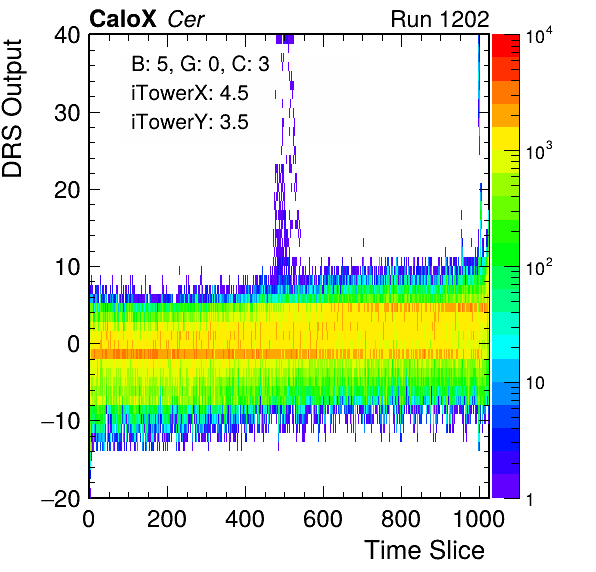 CaloX Cer Run 1202
DRS Output
B: 5, G: 0, C: 3
iTowerX: 4.5
iTowerY: 3.5
40
30
20
10
0
−10
−20
0 200 400 600 800 1000
Time Slice
10^4
10^3
10^2
10
1